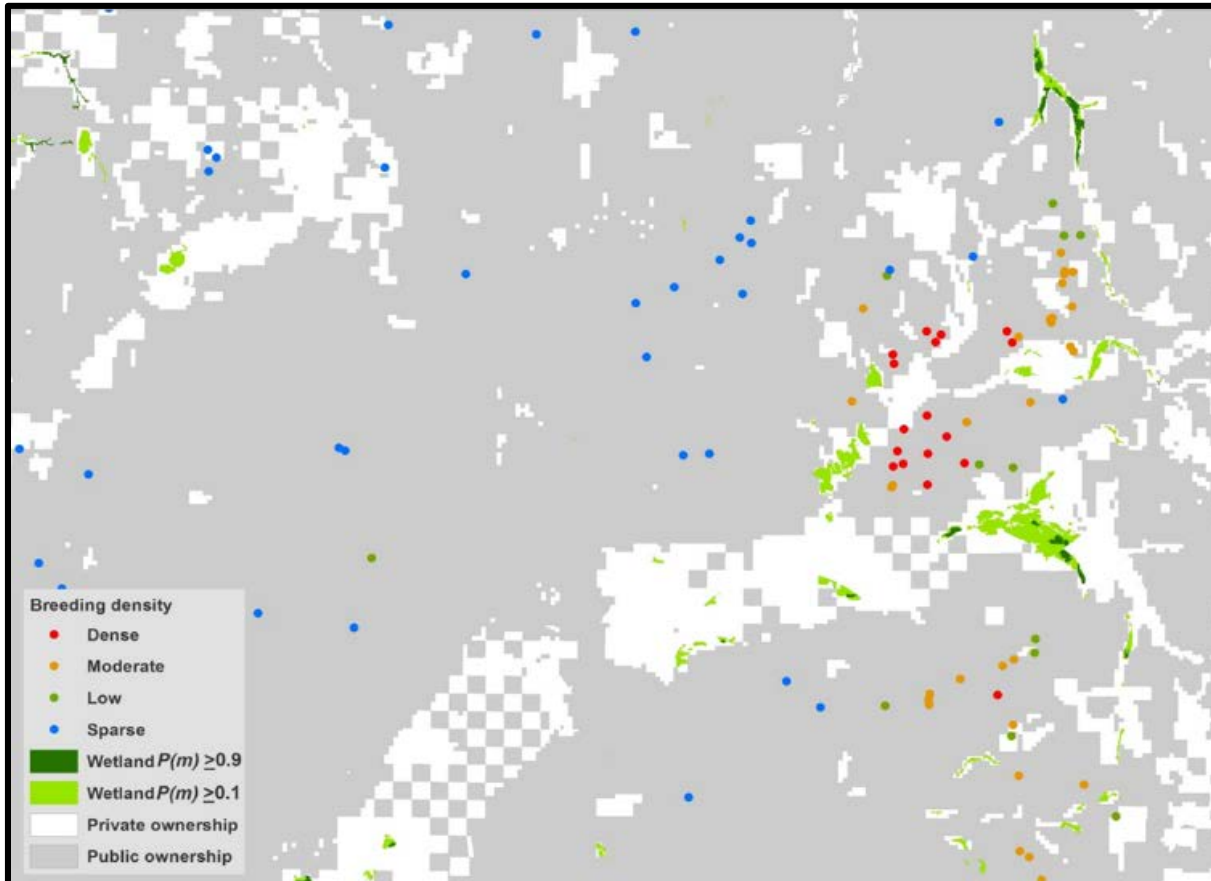 Breeding density
Dense
Moderate
Low
Sparse
Wetland P(m) ≥0.9
Wetland P(m) ≥0.1
Private ownership
Public ownership